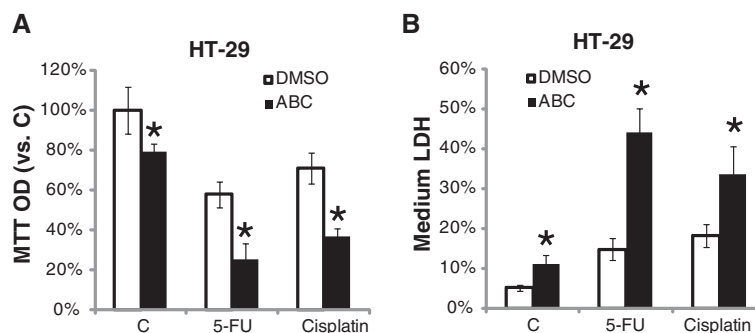 A
HT-29
MTT OD (vs. C)
120%
100%
80%
60%
40%
20%
0%
DMSO
ABC
*
*
*
C
5-FU
Cisplatin
B
HT-29
Medium LDH
60%
50%
40%
30%
20%
10%
0%
DMSO
ABC
*
*
*
C
5-FU
Cisplatin